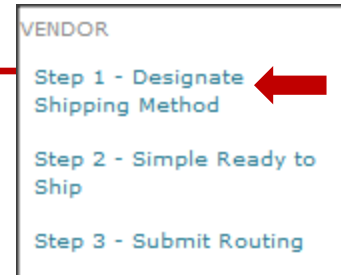 VENDOR
Step 1 - Designate
Shipping Method
Step 2 - Simple Ready to
Ship
Step 3 - Submit Routing